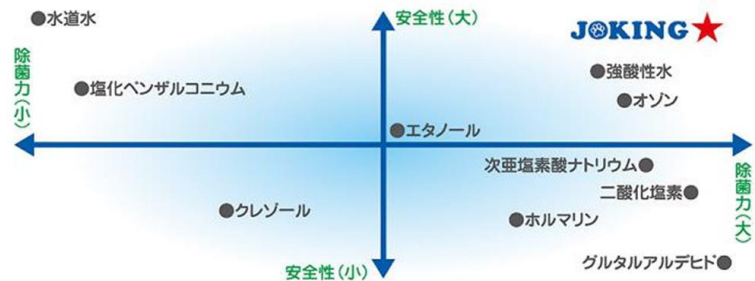 水道水
安全性(大)
JOKING
除菌力(小)
塩化ベンザルコニウム
強酸性水
オゾン
エタノール
次亜塩素酸ナトリウム
二酸化塩素
除菌力(大)
クレゾール
ホルマリン
安全性(小)
グルタルアルデヒド